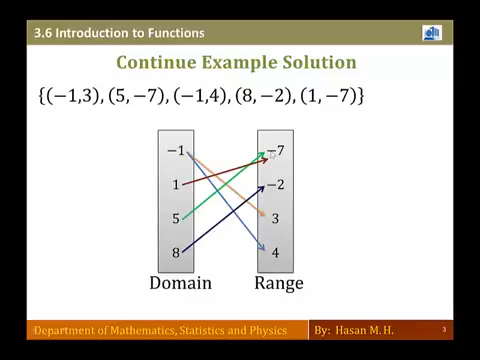 3.6 Introduction to Functions
Continue Example Solution
{(−1,3), (5, −7), (−1,4), (8, −2), (1, −7)}
−1 −7
1 −2
5 3
8 4
Domain Range
Department of Mathematics, Statistics and Physics By: Hasan M. H. 3